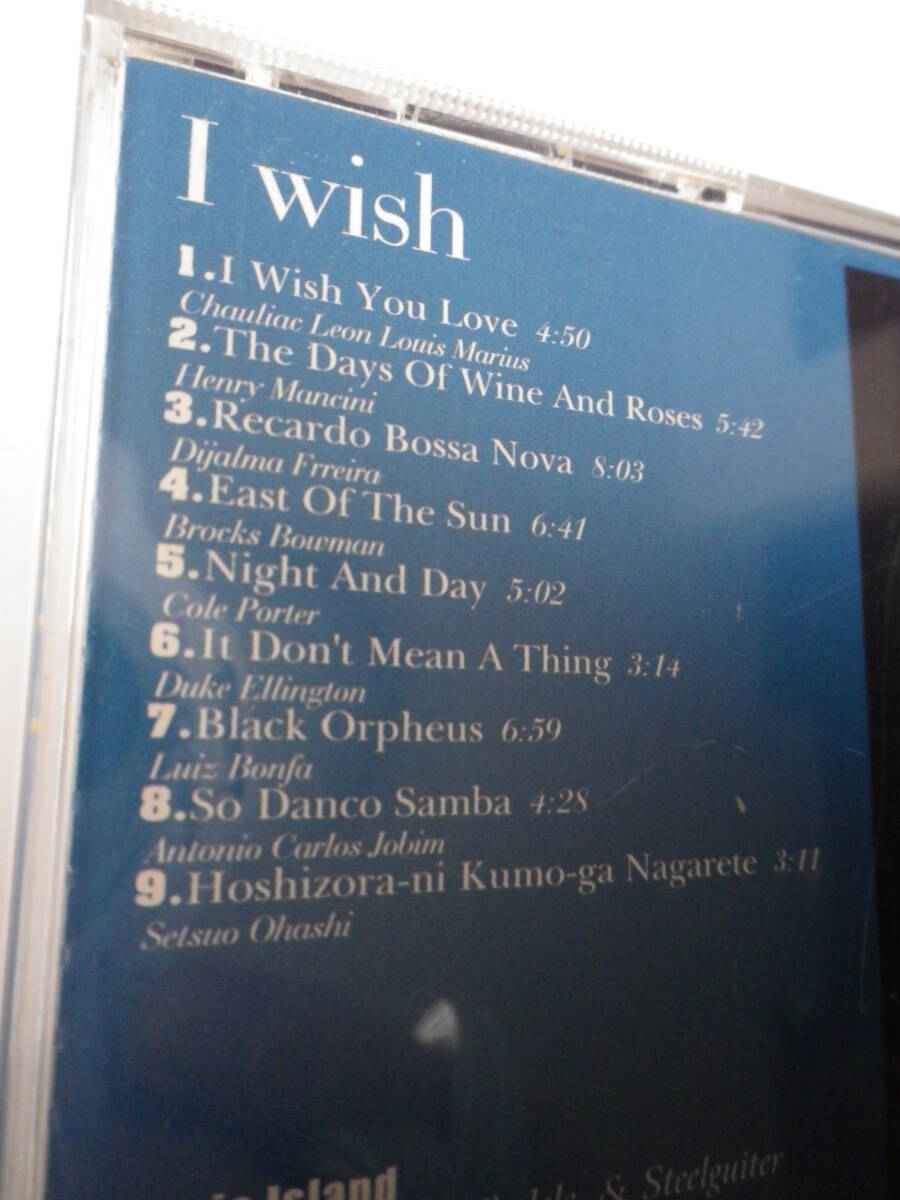 I wish
1.I Wish You Love 4:50
Chauliac Leon Louis Marius
2.The Days Of Wine And Roses 5:42
Henry Mancini
3.Recardo Bossa Nova 8:03
Dijalma Frreira
4.East Of The Sun 6:41
Brocks Bowman
5.Night And Day 5:02
Cole Porter
6.It Don't Mean A Thing 3:14
Duke Ellington
7.Black Orpheus 6:59
Luiz Bonfa
8.So Danco Samba 4:28
Antonio Carlos Jobim
9.Hoshizora-ni Kumo-ga Nagarete 3:11
Setsuo Ohashi
Island & Steelguiter